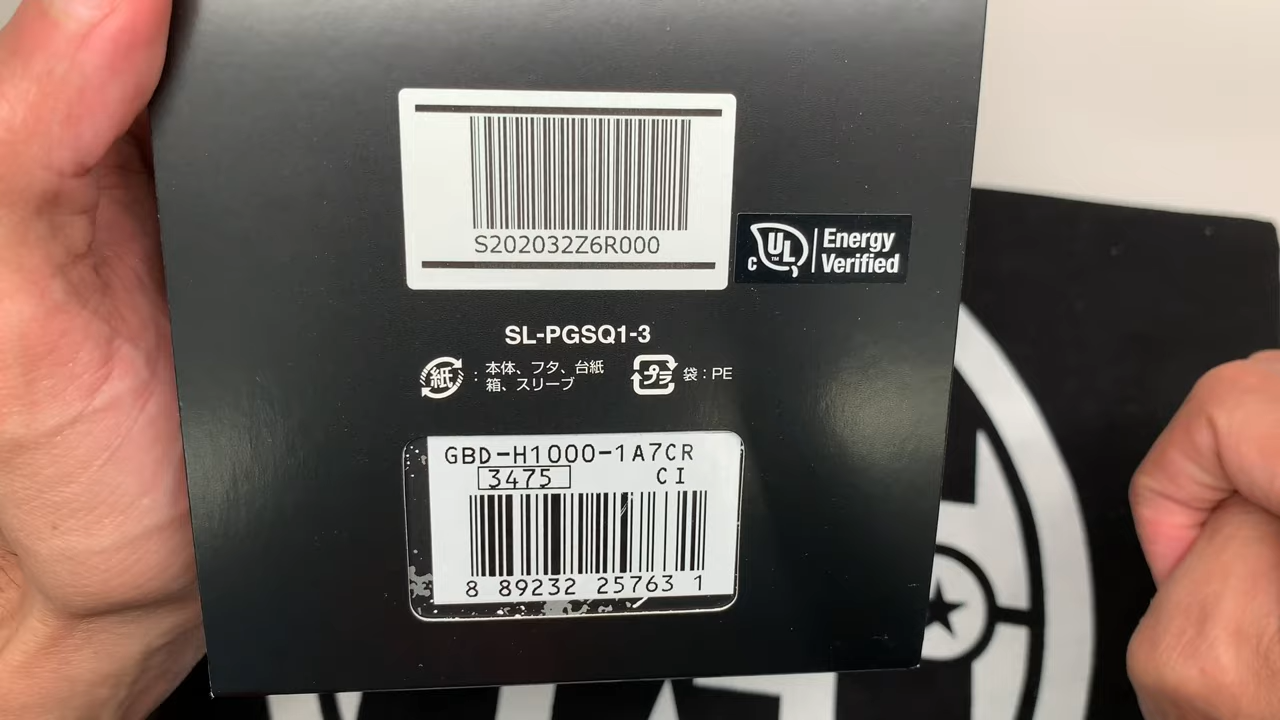 S202032Z6R000
c UL TM Energy
Verified
SL-PGSQ1-3
紙 : 本体、フタ、台紙
箱、スリーブ
プラ 袋：PE
GBD-H1000-1A7CR
3475 CI
8 89232 25763 1